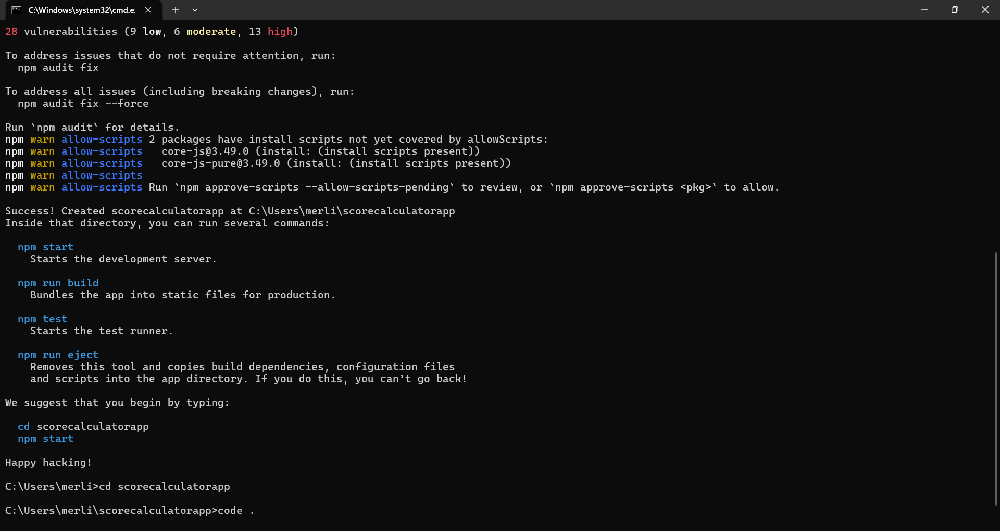 C:\Windows\system32\cmd.e
28 vulnerabilities (9 low, 6 moderate, 13 high)
To address issues that do not require attention, run:
npm audit fix
To address all issues (including breaking changes), run:
npm audit fix --force
Run `npm audit` for details.
npm warn allow-scripts 2 packages have install scripts not yet covered by allowScripts:
npm warn allow-scripts   core-js@3.49.0 (install: (install scripts present))
npm warn allow-scripts   core-js-pure@3.49.0 (install: (install scripts present))
npm warn allow-scripts
npm warn allow-scripts Run `npm approve-scripts --allow-scripts-pending` to review, or `npm approve-scripts <pkg>` to allow.
Success! Created scorecalculatorapp at C:\Users\merli\scorecalculatorapp
Inside that directory, you can run several commands:
npm start
Starts the development server.
npm run build
Bundles the app into static files for production.
npm test
Starts the test runner.
npm run eject
Removes this tool and copies build dependencies, configuration files
and scripts into the app directory. If you do this, you can’t go back!
We suggest that you begin by typing:
cd scorecalculatorapp
npm start
Happy hacking!
C:\Users\merli>cd scorecalculatorapp
C:\Users\merli\scorecalculatorapp>code .